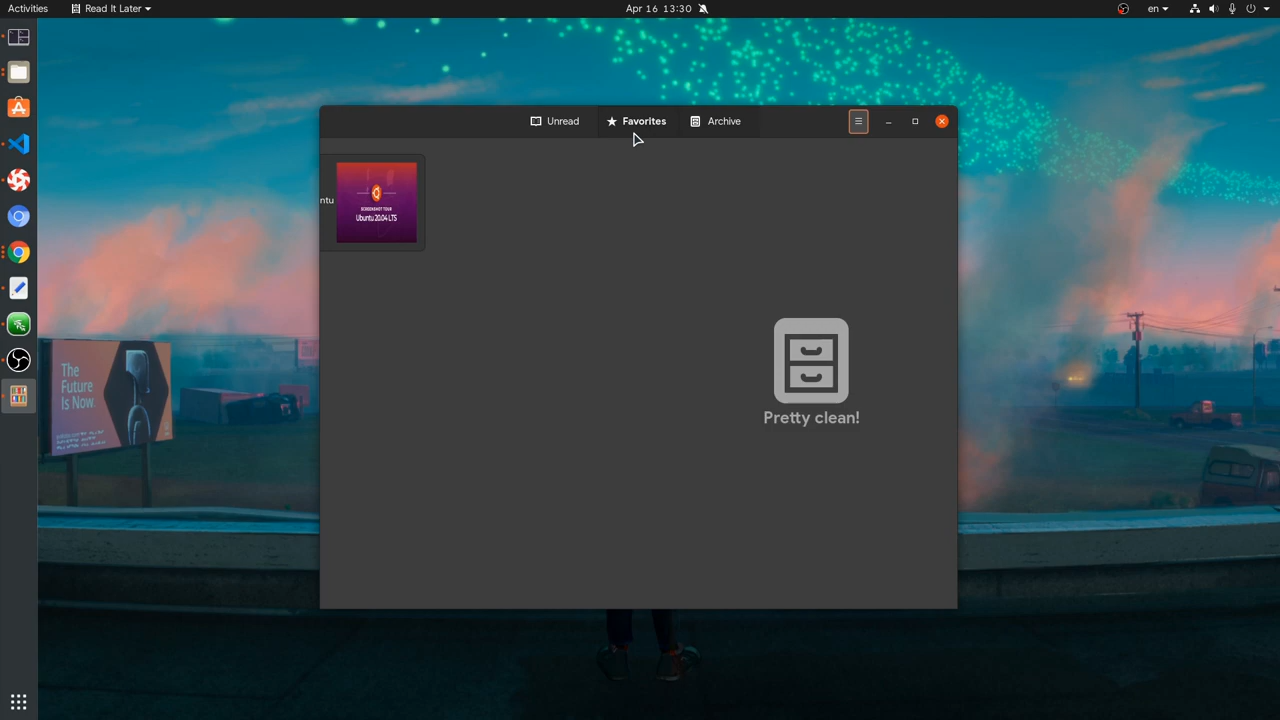 Activities
Read It Later
Apr 16 13:30
en
Unread
Favorites
Archive
ntu
SCREENSHOT TOUR
Ubuntu 20.04 LTS
Pretty clean!
The
Future
Is Now.